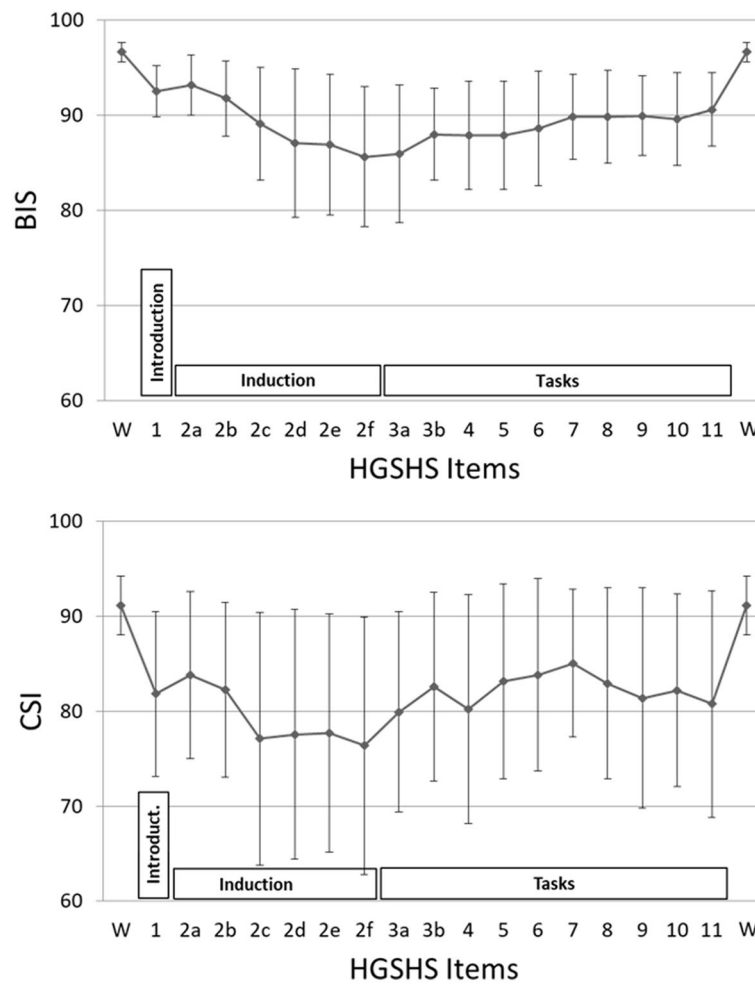 100
90
80
70
60
BIS
Introduction
Induction
Tasks
W 1 2a 2b 2c 2d 2e 2f 3a 3b 4 5 6 7 8 9 10 11 W
HGSHS Items
100
90
80
70
60
CSI
Introduct.
Induction
Tasks
W 1 2a 2b 2c 2d 2e 2f 3a 3b 4 5 6 7 8 9 10 11 W
HGSHS Items